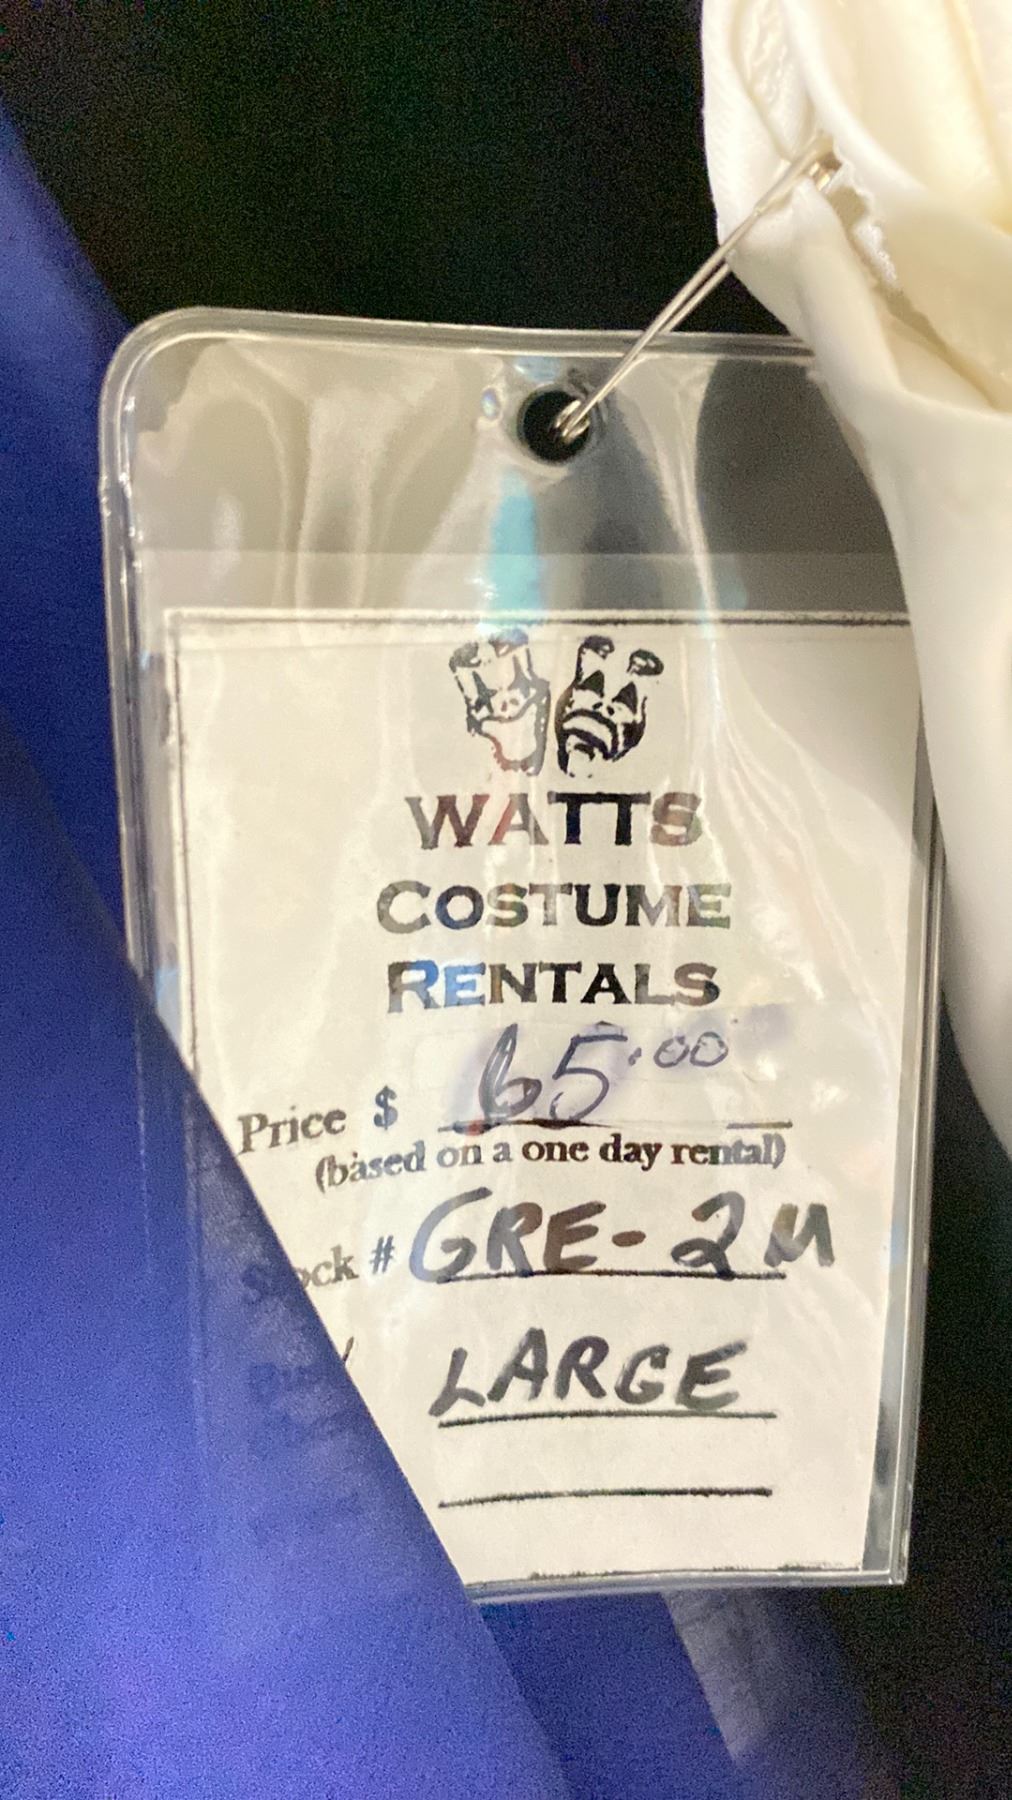 WATTS
COSTUME
RENTALS
Price $ 65.00
(based on a one day rental)
# GRE-2M
LARGE